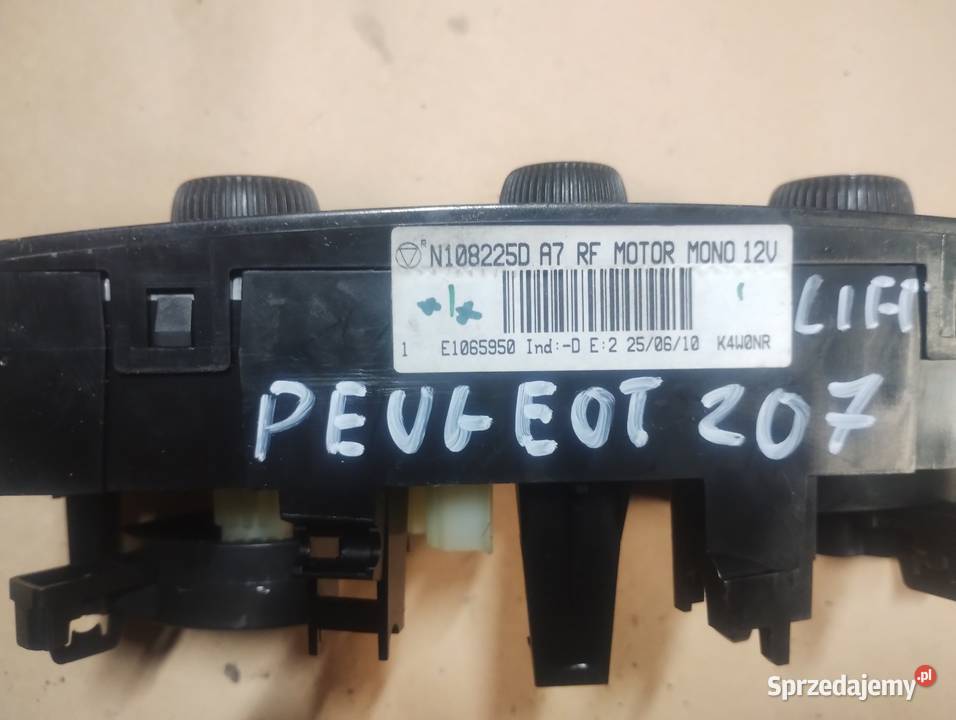 R N108225D A7 RF MOTOR MONO 12V
1 E1065950 Ind:-D E:2 25/06/10 K4W0NR
LIFT
PEUGEOT 207
Sprzedajemy.pl